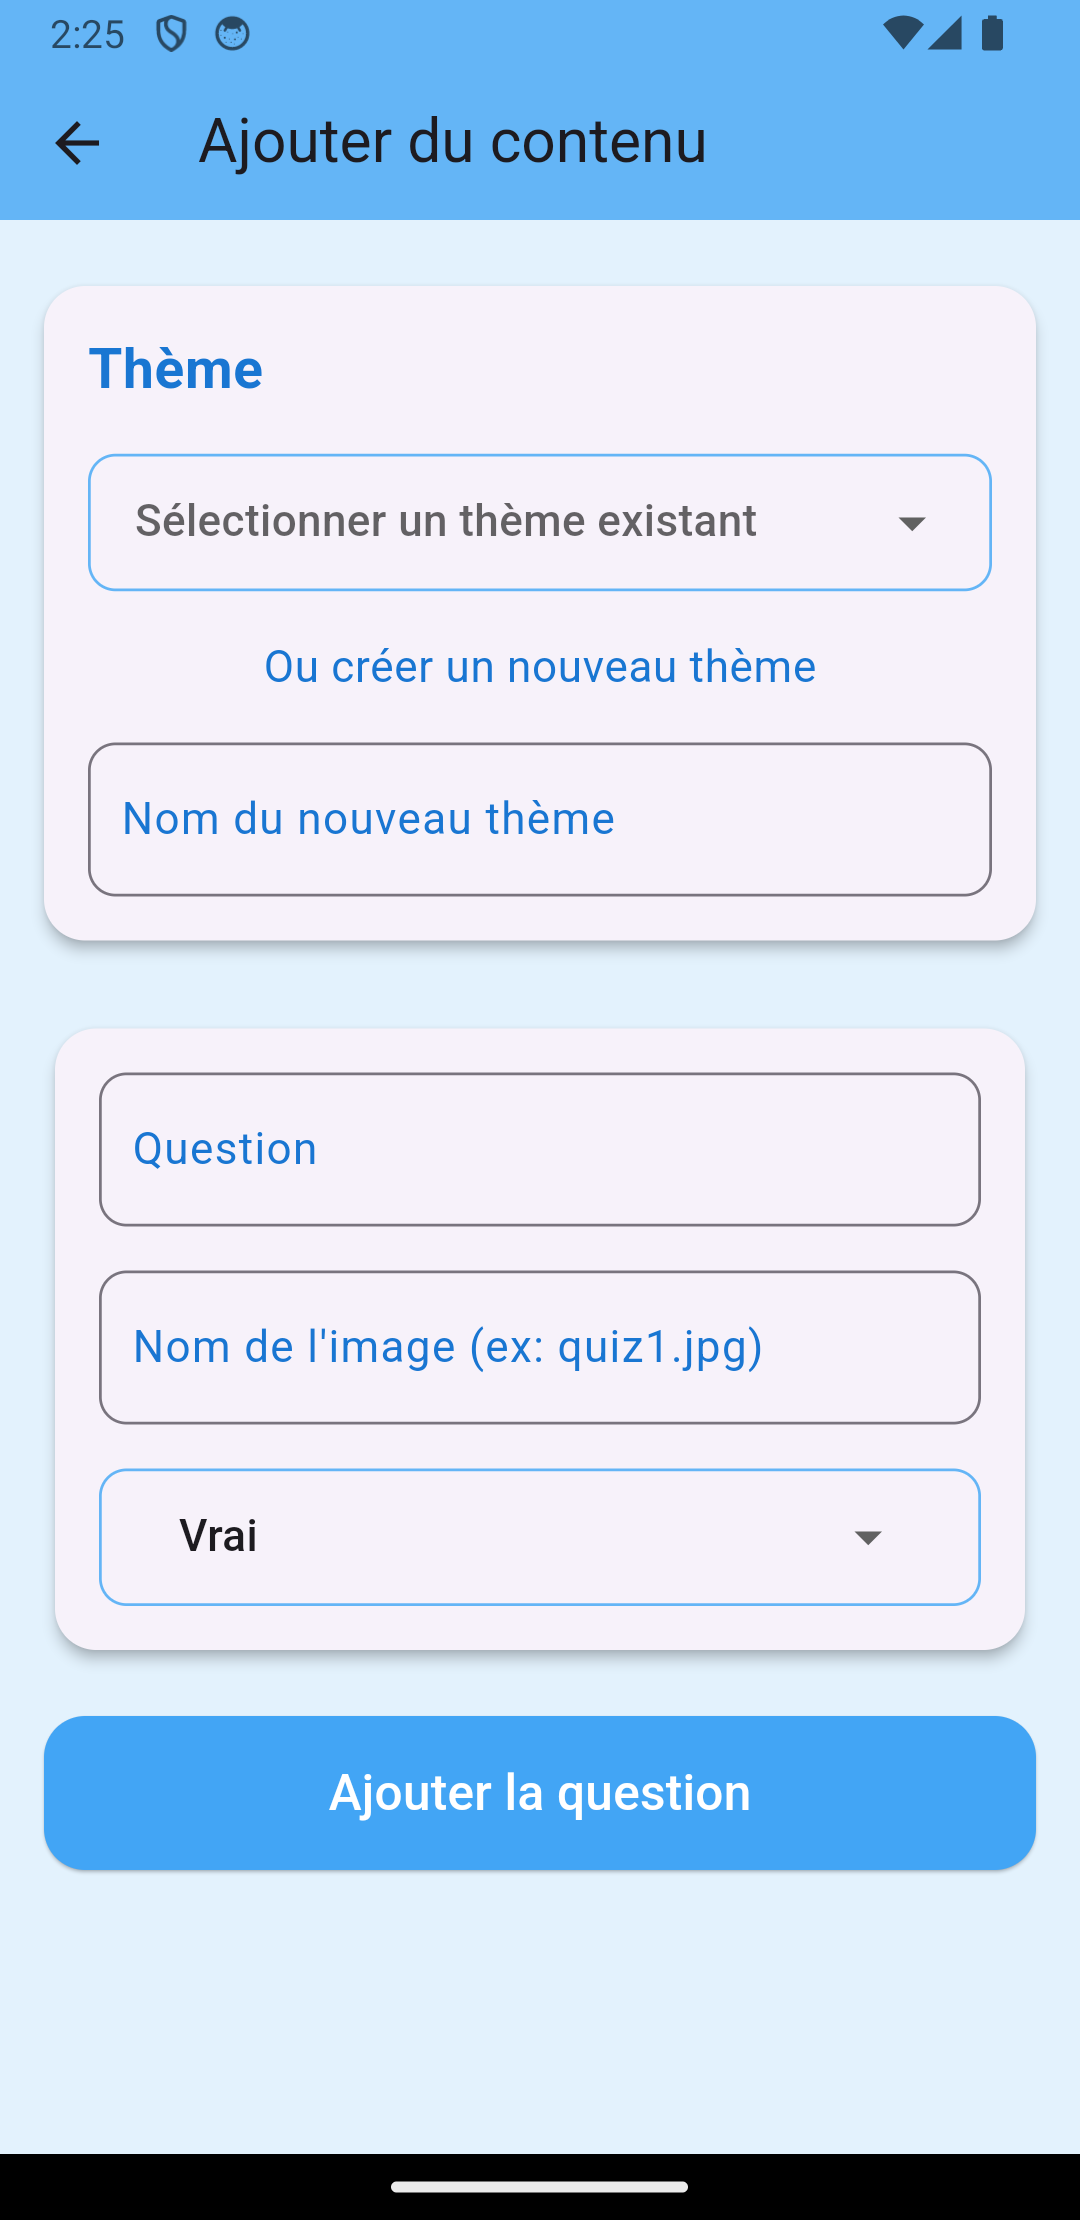 2:25
Ajouter du contenu
Thème
Sélectionner un thème existant
Ou créer un nouveau thème
Nom du nouveau thème
Question
Nom de l'image (ex: quiz1.jpg)
Vrai
Ajouter la question